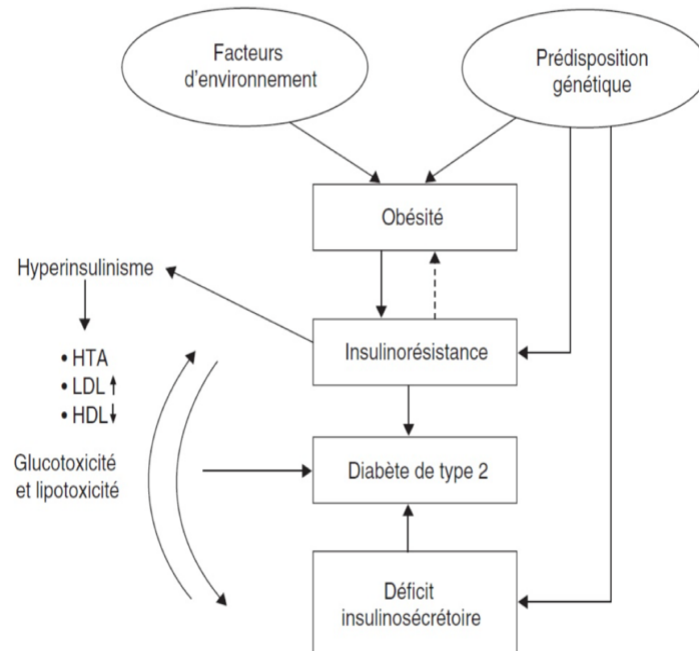 Facteurs
d'environnement
Prédisposition
génétique
Obésité
Hyperinsulinisme
Insulinorésistance
• HTA
• LDL ↑
• HDL ↓
Glucotoxicité
et lipotoxicité
Diabète de type 2
Déficit
insulinosécrétoire